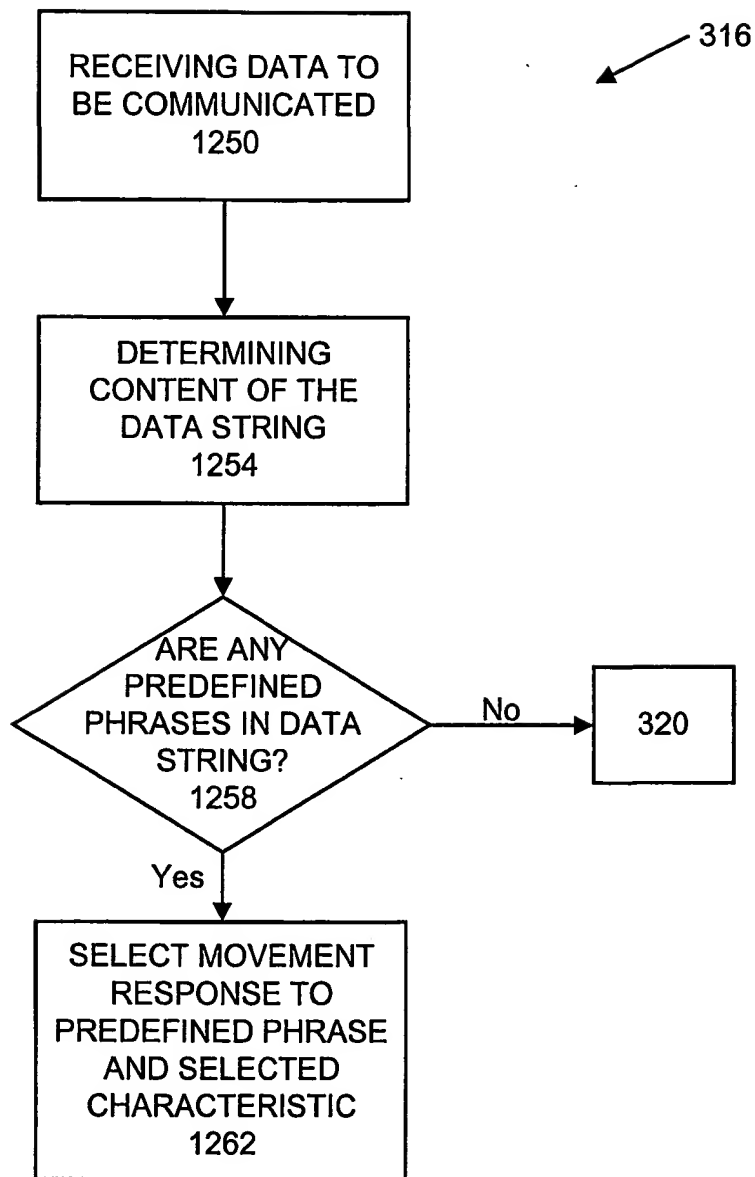 316
RECEIVING DATA TO
BE COMMUNICATED
1250
DETERMINING
CONTENT OF THE
DATA STRING
1254
ARE ANY
PREDEFINED
PHRASES IN DATA
STRING?
1258
No
320
Yes
SELECT MOVEMENT
RESPONSE TO
PREDEFINED PHRASE
AND SELECTED
CHARACTERISTIC
1262